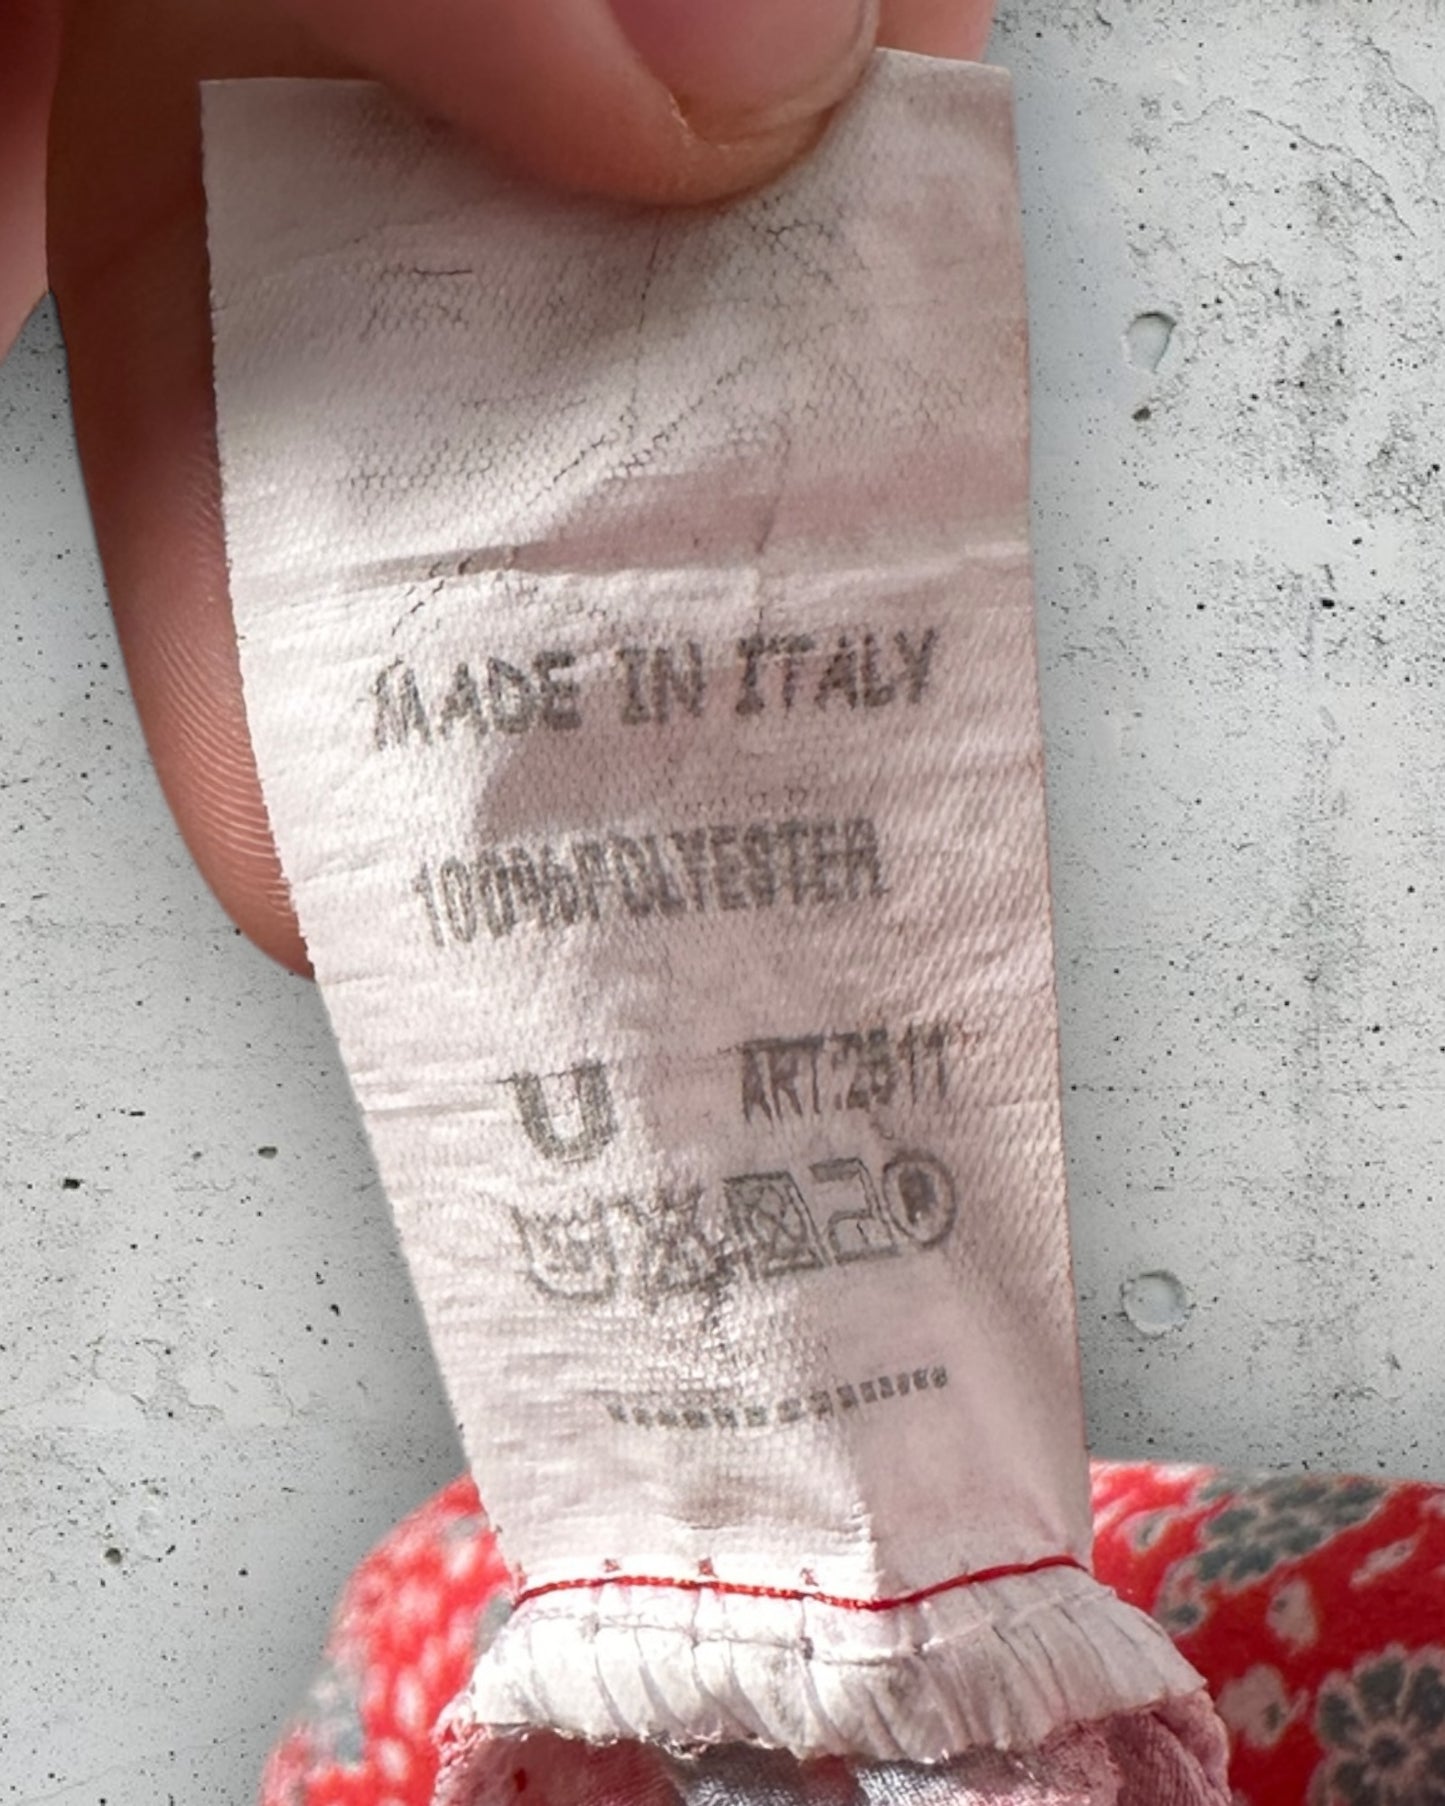 MADE IN ITALY
100%POLYESTER
U ART.2511
P